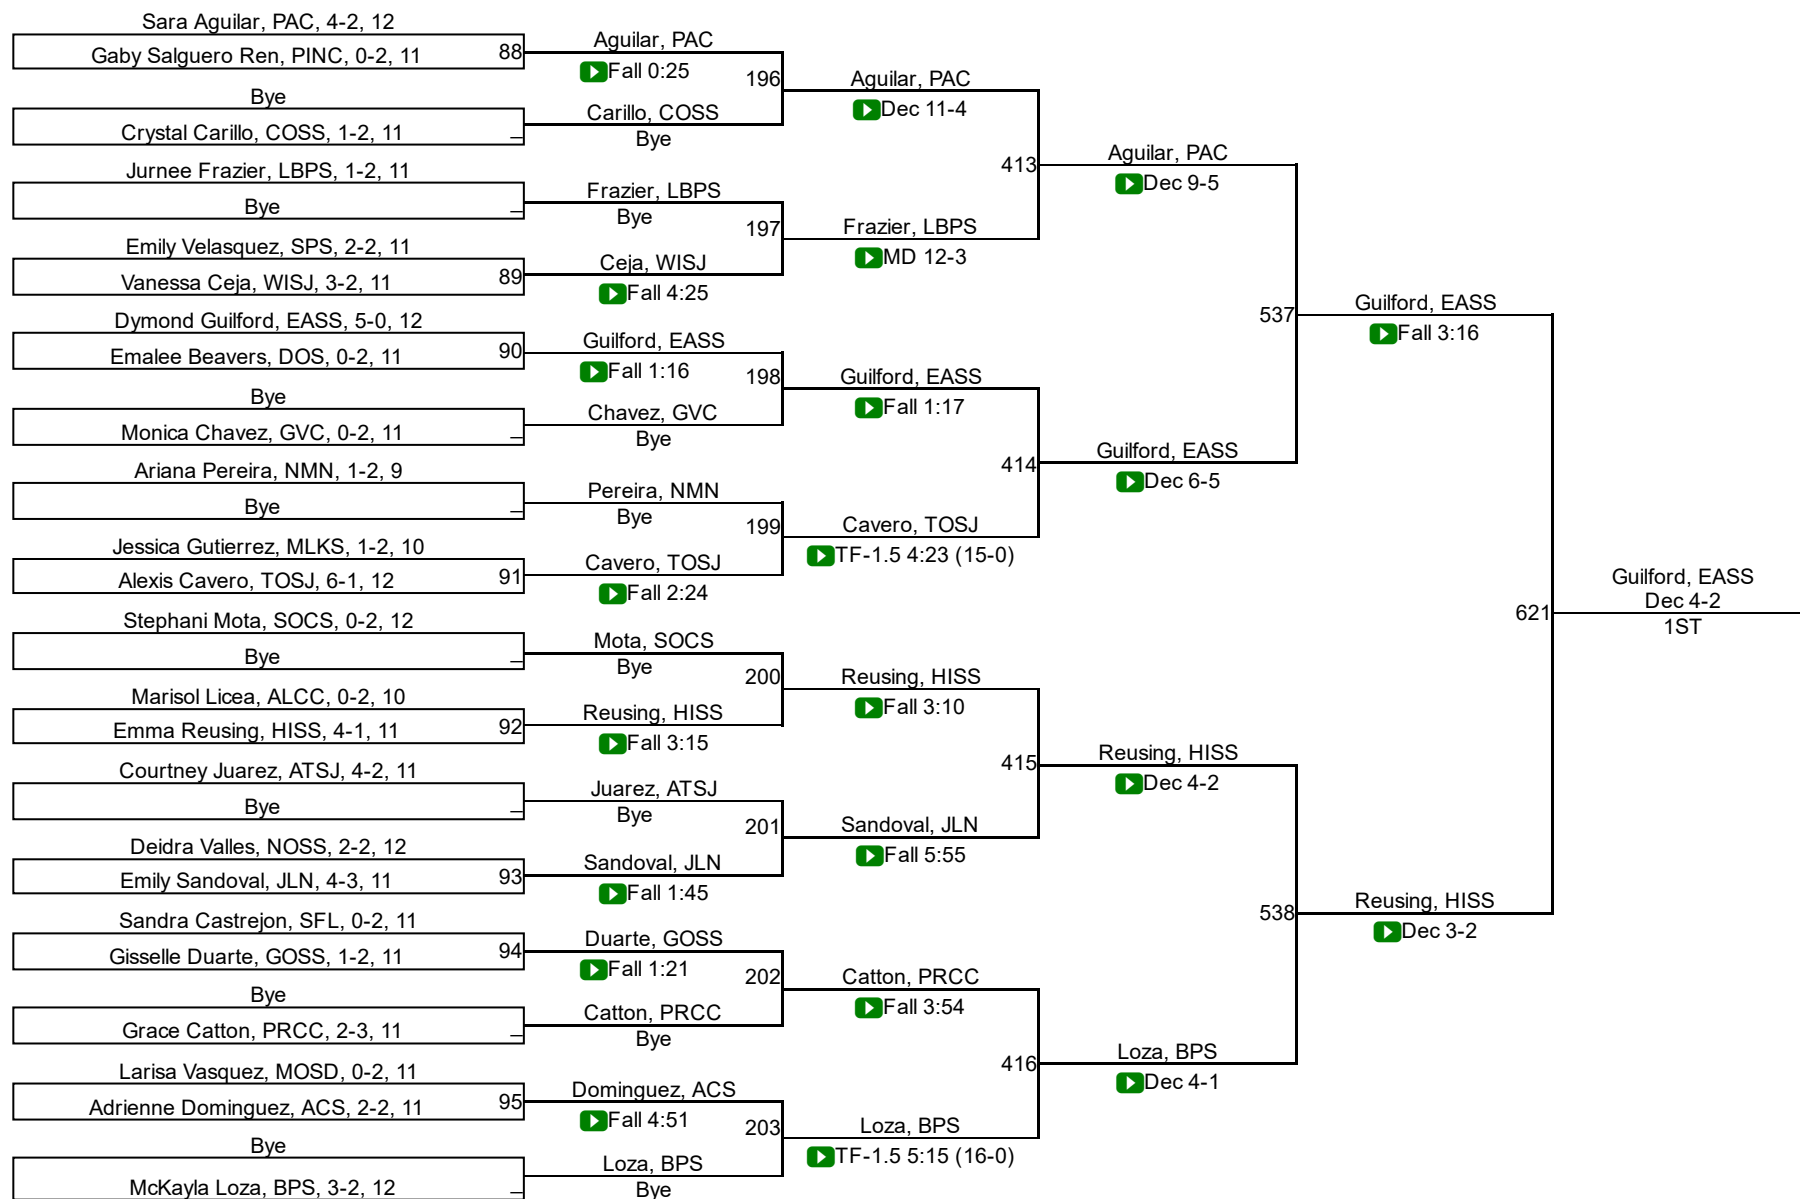 Sara Aguilar, PAC, 4-2, 12
Gaby Salguero Ren, PINC, 0-2, 11
88
Bye
Crystal Carillo, COSS, 1-2, 11
Jurnee Frazier, LBPS, 1-2, 11
Bye
Emily Velasquez, SPS, 2-2, 11
Vanessa Ceja, WISJ, 3-2, 11
89
Dymond Guilford, EASS, 5-0, 12
Emalee Beavers, DOS, 0-2, 11
90
Bye
Monica Chavez, GVC, 0-2, 11
Ariana Pereira, NMN, 1-2, 9
Bye
Jessica Gutierrez, MLKS, 1-2, 10
Alexis Cavero, TOSJ, 6-1, 12
91
Stephani Mota, SOCS, 0-2, 12
Bye
Marisol Licea, ALCC, 0-2, 10
Emma Reusing, HISS, 4-1, 11
92
Courtney Juarez, ATSJ, 4-2, 11
Bye
Deidra Valles, NOSS, 2-2, 12
Emily Sandoval, JLN, 4-3, 11
93
Sandra Castrejon, SFL, 0-2, 11
Gisselle Duarte, GOSS, 1-2, 11
94
Bye
Grace Catton, PRCC, 2-3, 11
Larisa Vasquez, MOSD, 0-2, 11
Adrienne Dominguez, ACS, 2-2, 11
95
Bye
McKayla Loza, BPS, 3-2, 12
Aguilar, PAC
Fall 0:25
196
Carillo, COSS
Bye
Frazier, LBPS
Bye
197
Ceja, WISJ
Fall 4:25
Guilford, EASS
Fall 1:16
198
Chavez, GVC
Bye
Pereira, NMN
Bye
199
Cavero, TOSJ
Fall 2:24
Mota, SOCS
Bye
200
Reusing, HISS
Fall 3:15
Juarez, ATSJ
Bye
201
Sandoval, JLN
Fall 1:45
Duarte, GOSS
Fall 1:21
202
Catton, PRCC
Bye
Dominguez, ACS
Fall 4:51
203
Loza, BPS
Bye
Aguilar, PAC
Dec 11-4
413
Frazier, LBPS
MD 12-3
Guilford, EASS
Fall 1:17
414
Cavero, TOSJ
TF-1.5 4:23 (15-0)
Reusing, HISS
Fall 3:10
415
Sandoval, JLN
Fall 5:55
Catton, PRCC
Fall 3:54
416
Loza, BPS
TF-1.5 5:15 (16-0)
Aguilar, PAC
Dec 9-5
537
Guilford, EASS
Dec 6-5
Reusing, HISS
Dec 4-2
538
Loza, BPS
Dec 4-1
Guilford, EASS
Fall 3:16
621
Reusing, HISS
Dec 3-2
Guilford, EASS
Dec 4-2
1ST